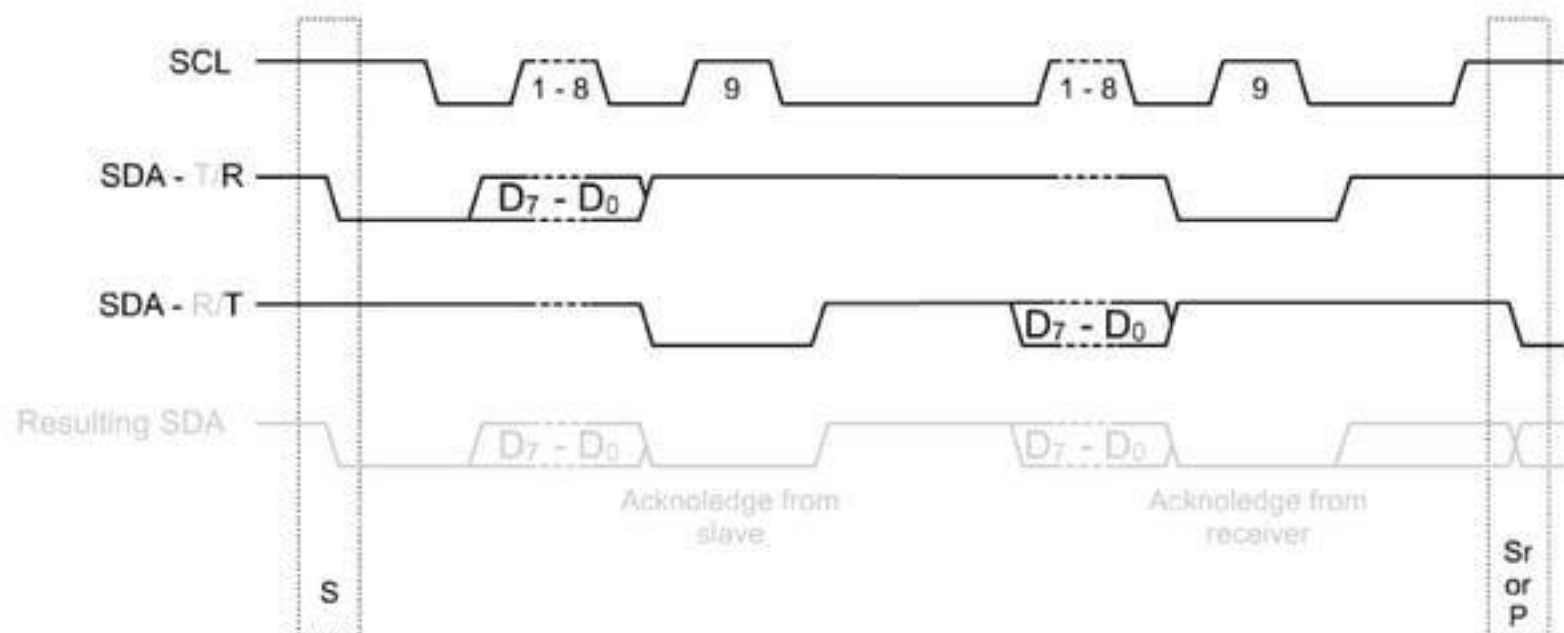 SCL
1 - 8
9
1 - 8
9
SDA - T/R
D₇ - D₀
SDA - R/T
D₇ - D₀
Resulting SDA
D₇ - D₀
D₇ - D₀
Acknoledge from
slave
Acknoledge from
receiver
S
Sr
or
P